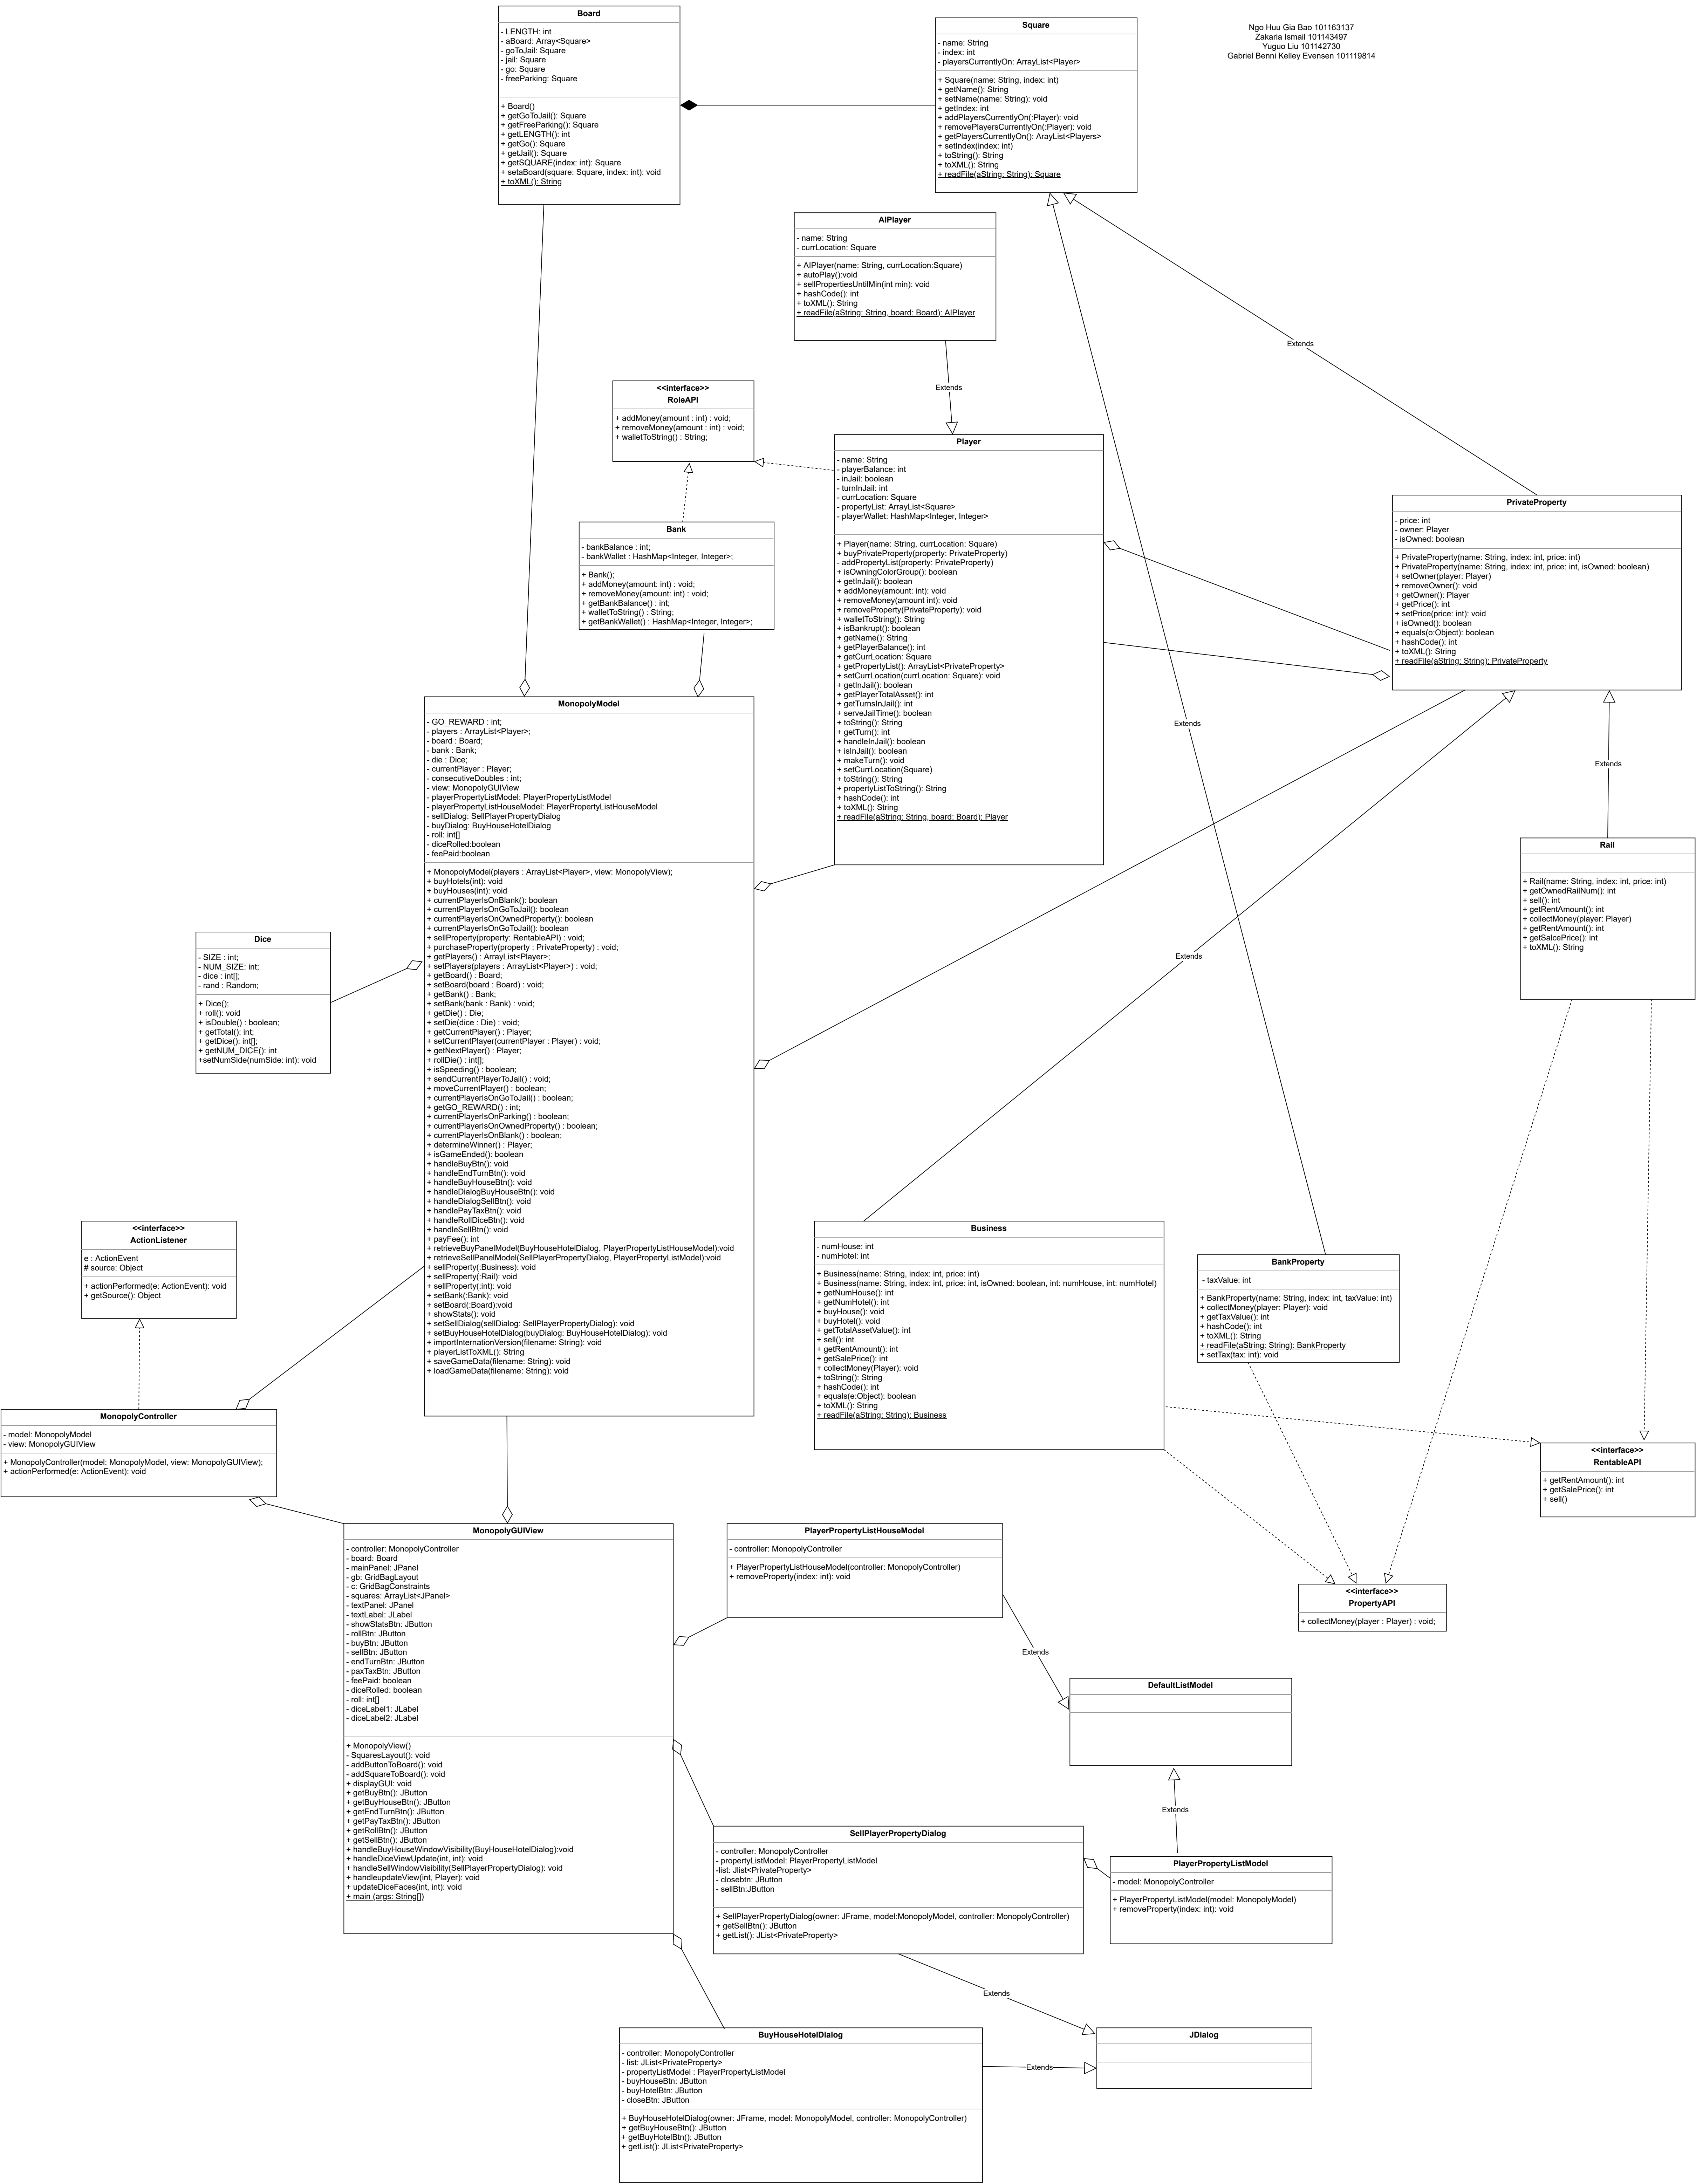 Board
- LENGTH: int
- aBoard: Array<Square>
- goToJail: Square
- jail: Square
- go: Square
- freeParking: Square
+ Board()
+ getGoToJail(): Square
+ getFreeParking(): Square
+ getLENGTH(): int
+ getGo(): Square
+ getJail(): Square
+ getSQUARE(index: int): Square
+ setaBoard(square: Square, index: int): void
+ toXML(): String
Square
- name: String
- index: int
- playersCurrentlyOn: ArrayList<Player>
+ Square(name: String, index: int)
+ getName(): String
+ setName(name: String): void
+ getIndex: int
+ addPlayersCurrentlyOn(:Player): void
+ removePlayersCurrentlyOn(:Player): void
+ getPlayersCurrentlyOn(): ArayList<Players>
+ setIndex(index: int)
+ toString(): String
+ toXML(): String
+ readFile(aString: String): Square
Ngo Huu Gia Bao 101163137
Zakaria Ismail 101143497
Yuguo Liu 101142730
Gabriel Benni Kelley Evensen 101119814
AIPlayer
- name: String
- currLocation: Square
+ AIPlayer(name: String, currLocation:Square)
+ autoPlay():void
+ sellPropertiesUntilMin(int min): void
+ hashCode(): int
+ toXML(): String
+ readFile(aString: String, board: Board): AIPlayer
Extends
Extends
<<interface>>
RoleAPI
+ addMoney(amount : int) : void;
+ removeMoney(amount : int) : void;
+ walletToString() : String;
Player
- name: String
- playerBalance: int
- inJail: boolean
- turnInJail: int
- currLocation: Square
- propertyList: ArrayList<Square>
- playerWallet: HashMap<Integer, Integer>
+ Player(name: String, currLocation: Square)
+ buyPrivateProperty(property: PrivateProperty)
- addPropertyList(property: PrivateProperty)
+ isOwningColorGroup(): boolean
+ getInJail(): boolean
+ addMoney(amount: int): void
+ removeMoney(amount int): void
+ removeProperty(PrivateProperty): void
+ walletToString(): String
+ isBankrupt(): boolean
+ getName(): String
+ getPlayerBalance(): int
+ getCurrLocation: Square
+ getPropertyList(): ArrayList<PrivateProperty>
+ setCurrLocation(currLocation: Square): void
+ getInJail(): boolean
+ getPlayerTotalAsset(): int
+ getTurnsInJail(): int
+ serveJailTime(): boolean
+ toString(): String
+ getTurn(): int
+ handleInJail(): boolean
+ isInJail(): boolean
+ makeTurn(): void
+ setCurrLocation(Square)
+ toString(): String
+ propertyListToString(): String
+ hashCode(): int
+ toXML(): String
+ readFile(aString: String, board: Board): Player
PrivateProperty
- price: int
- owner: Player
- isOwned: boolean
+ PrivateProperty(name: String, index: int, price: int)
+ PrivateProperty(name: String, index: int, price: int, isOwned: boolean)
+ setOwner(player: Player)
+ removeOwner(): void
+ getOwner(): Player
+ getPrice(): int
+ setPrice(price: int): void
+ isOwned(): boolean
+ equals(o:Object): boolean
+ hashCode(): int
+ toXML(): String
+ readFile(aString: String): PrivateProperty
Bank
- bankBalance : int;
- bankWallet : HashMap<Integer, Integer>;
+ Bank();
+ addMoney(amount: int) : void;
+ removeMoney(amount: int) : void;
+ getBankBalance() : int;
+ walletToString() : String;
+ getBankWallet() : HashMap<Integer, Integer>;
MonopolyModel
- GO_REWARD : int;
- players : ArrayList<Player>;
- board : Board;
- bank : Bank;
- die : Dice;
- currentPlayer : Player;
- consecutiveDoubles : int;
- view: MonopolyGUIView
- playerPropertyListModel: PlayerPropertyListModel
- playerPropertyListHouseModel: PlayerPropertyListHouseModel
- sellDialog: SellPlayerPropertyDialog
- buyDialog: BuyHouseHotelDialog
- roll: int[]
- diceRolled:boolean
- feePaid:boolean
+ MonopolyModel(players : ArrayList<Player>, view: MonopolyView);
+ buyHotels(int): void
+ buyHouses(int): void
+ currentPlayerIsOnBlank(): boolean
+ currentPlayerIsOnGoToJail(): boolean
+ currentPlayerIsOnOwnedProperty(): boolean
+ currentPlayerIsOnGoToJail(): boolean
+ sellProperty(property: RentableAPI) : void;
+ purchaseProperty(property : PrivateProperty) : void;
+ getPlayers() : ArrayList<Player>;
+ setPlayers(players : ArrayList<Player>) : void;
+ getBoard() : Board;
+ setBoard(board : Board) : void;
+ getBank() : Bank;
+ setBank(bank : Bank) : void;
+ getDie() : Die;
+ setDie(dice : Die) : void;
+ getCurrentPlayer() : Player;
+ setCurrentPlayer(currentPlayer : Player) : void;
+ getNextPlayer() : Player;
+ rollDie() : int[];
+ isSpeeding() : boolean;
+ sendCurrentPlayerToJail() : void;
+ moveCurrentPlayer() : boolean;
+ currentPlayerIsOnGoToJail() : boolean;
+ getGO_REWARD() : int;
+ currentPlayerIsOnParking() : boolean;
+ currentPlayerIsOnOwnedProperty() : boolean;
+ currentPlayerIsOnBlank() : boolean;
+ determineWinner() : Player;
+ isGameEnded(): boolean
+ handleBuyBtn(): void
+ handleEndTurnBtn(): void
+ handleBuyHouseBtn(): void
+ handleDialogBuyHouseBtn(): void
+ handleDialogSellBtn(): void
+ handlePayTaxBtn(): void
+ handleRollDiceBtn(): void
+ handleSellBtn(): void
+ payFee(): int
+ retrieveBuyPanelModel(BuyHouseHotelDialog, PlayerPropertyListHouseModel):void
+ retrieveSellPanelModel(SellPlayerPropertyDialog, PlayerPropertyListModel):void
+ sellProperty(:Business): void
+ sellProperty(:Rail): void
+ sellProperty(:int): void
+ setBank(:Bank): void
+ setBoard(:Board):void
+ showStats(): void
+ setSellDialog(sellDialog: SellPlayerPropertyDialog): void
+ setBuyHouseHotelDialog(buyDialog: BuyHouseHotelDialog): void
+ importInternationVersion(filename: String): void
+ playerListToXML(): String
+ saveGameData(filename: String): void
+ loadGameData(filename: String): void
Extends
Extends
Rail
+ Rail(name: String, index: int, price: int)
+ getOwnedRailNum(): int
+ sell(): int
+ getRentAmount(): int
+ collectMoney(player: Player)
+ getRentAmount(): int
+ getSalcePrice(): int
+ toXML(): String
Dice
- SIZE : int;
- NUM_SIZE: int;
- dice : int[];
- rand : Random;
+ Dice();
+ roll(): void
+ isDouble() : boolean;
+ getTotal(): int;
+ getDice(): int[];
+ getNUM_DICE(): int
+setNumSide(numSide: int): void
Extends
<<interface>>
ActionListener
e : ActionEvent
# source: Object
+ actionPerformed(e: ActionEvent): void
+ getSource(): Object
Business
- numHouse: int
- numHotel: int
+ Business(name: String, index: int, price: int)
+ Business(name: String, index: int, price: int, isOwned: boolean, int: numHouse, int: numHotel)
+ getNumHouse(): int
+ getNumHotel(): int
+ buyHouse(): void
+ buyHotel(): void
+ getTotalAssetValue(): int
+ sell(): int
+ getRentAmount(): int
+ getSalePrice(): int
+ collectMoney(Player): void
+ toString(): String
+ hashCode(): int
+ equals(e:Object): boolean
+ toXML(): String
+ readFile(aString: String): Business
BankProperty
- taxValue: int
+ BankProperty(name: String, index: int, taxValue: int)
+ collectMoney(player: Player): void
+ getTaxValue(): int
+ hashCode(): int
+ toXML(): String
+ readFile(aString: String): BankProperty
+ setTax(tax: int): void
MonopolyController
- model: MonopolyModel
- view: MonopolyGUIView
+ MonopolyController(model: MonopolyModel, view: MonopolyGUIView);
+ actionPerformed(e: ActionEvent): void
<<interface>>
RentableAPI
+ getRentAmount(): int
+ getSalePrice(): int
+ sell()
MonopolyGUIView
- controller: MonopolyController
- board: Board
- mainPanel: JPanel
- gb: GridBagLayout
- c: GridBagConstraints
- squares: ArrayList<JPanel>
- textPanel: JPanel
- textLabel: JLabel
- showStatsBtn: JButton
- rollBtn: JButton
- buyBtn: JButton
- sellBtn: JButton
- endTurnBtn: JButton
- paxTaxBtn: JButton
- feePaid: boolean
- diceRolled: boolean
- roll: int[]
- diceLabel1: JLabel
- diceLabel2: JLabel
+ MonopolyView()
- SquaresLayout(): void
- addButtonToBoard(): void
- addSquareToBoard(): void
+ displayGUI: void
+ getBuyBtn(): JButton
+ getBuyHouseBtn(): JButton
+ getEndTurnBtn(): JButton
+ getPayTaxBtn(): JButton
+ getRollBtn(): JButton
+ getSellBtn(): JButton
+ handleBuyHouseWindowVisibility(BuyHouseHotelDialog):void
+ handleDiceViewUpdate(int, int): void
+ handleSellWindowVisibility(SellPlayerPropertyDialog): void
+ handleupdateView(int, Player): void
+ updateDiceFaces(int, int): void
+ main (args: String[])
PlayerPropertyListHouseModel
- controller: MonopolyController
+ PlayerPropertyListHouseModel(controller: MonopolyController)
+ removeProperty(index: int): void
<<interface>>
PropertyAPI
+ collectMoney(player : Player) : void;
Extends
DefaultListModel
Extends
SellPlayerPropertyDialog
- controller: MonopolyController
- propertyListModel: PlayerPropertyListModel
-list: Jlist<PrivateProperty>
- closebtn: JButton
- sellBtn:JButton
+ SellPlayerPropertyDialog(owner: JFrame, model:MonopolyModel, controller: MonopolyController)
+ getSellBtn(): JButton
+ getList(): JList<PrivateProperty>
PlayerPropertyListModel
- model: MonopolyController
+ PlayerPropertyListModel(model: MonopolyModel)
+ removeProperty(index: int): void
Extends
BuyHouseHotelDialog
- controller: MonopolyController
- list: JList<PrivateProperty>
- propertyListModel : PlayerPropertyListModel
- buyHouseBtn: JButton
- buyHotelBtn: JButton
- closeBtn: JButton
+ BuyHouseHotelDialog(owner: JFrame, model: MonopolyModel, controller: MonopolyController)
+ getBuyHouseBtn(): JButton
+ getBuyHotelBtn(): JButton
+ getList(): JList<PrivateProperty>
Extends
JDialog